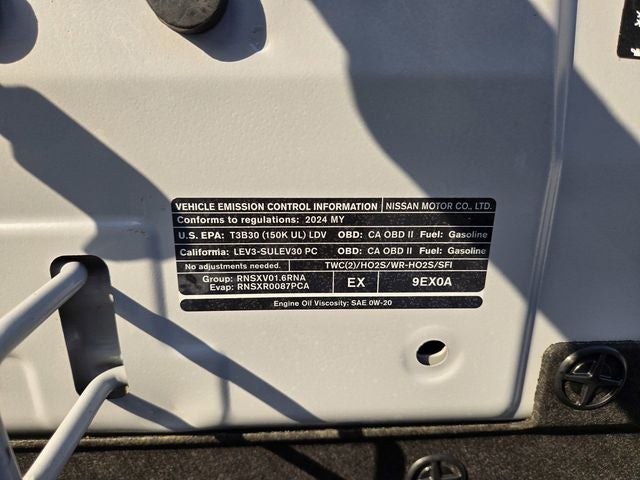 VEHICLE EMISSION CONTROL INFORMATION NISSAN MOTOR CO., LTD.
Conforms to regulations: 2024 MY
U.S. EPA: T3B30 (150K UL) LDV OBD: CA OBD II Fuel: Gasoline
California: LEV3-SULEV30 PC OBD: CA OBD II Fuel: Gasoline
No adjustments needed. TWC(2)/HO2S/WR-HO2S/SFI
Group: RNSXV01.6RNA
Evap: RNSXR0087PCA
EX 9EX0A
Engine Oil Viscosity: SAE 0W-20